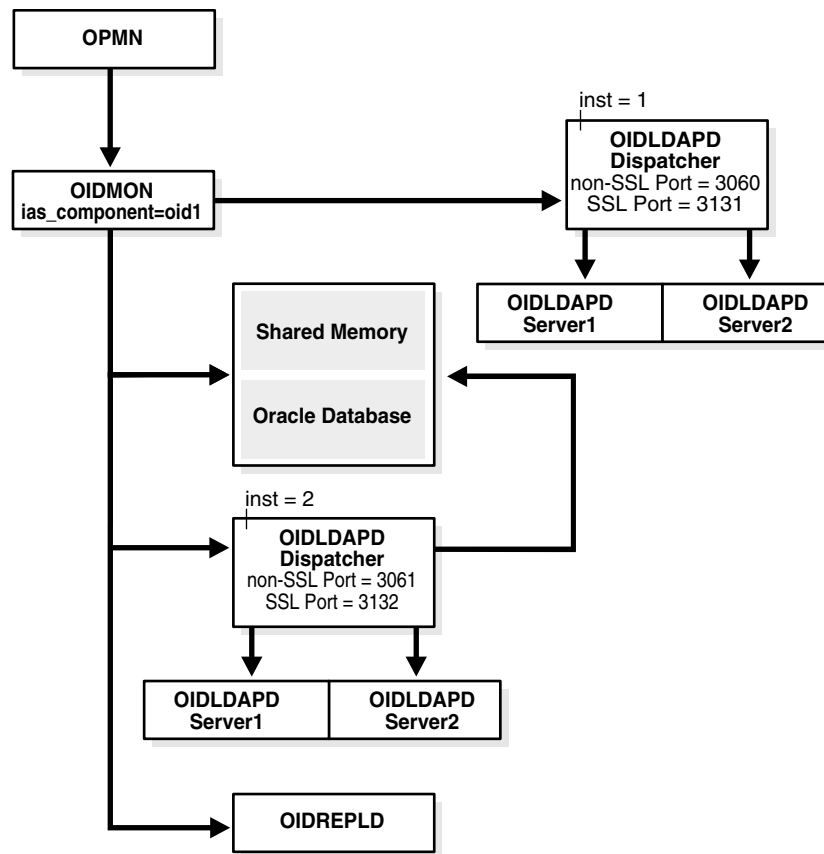 OPMN
inst = 1
OIDLDAPD
Dispatcher
non-SSL Port = 3060
SSL Port = 3131
OIDMON
ias_component=oid1
OIDLDAPD
Server1
OIDLDAPD
Server2
Shared Memory
Oracle Database
inst = 2
OIDLDAPD
Dispatcher
non-SSL Port = 3061
SSL Port = 3132
OIDLDAPD
Server1
OIDLDAPD
Server2
OIDREPLD